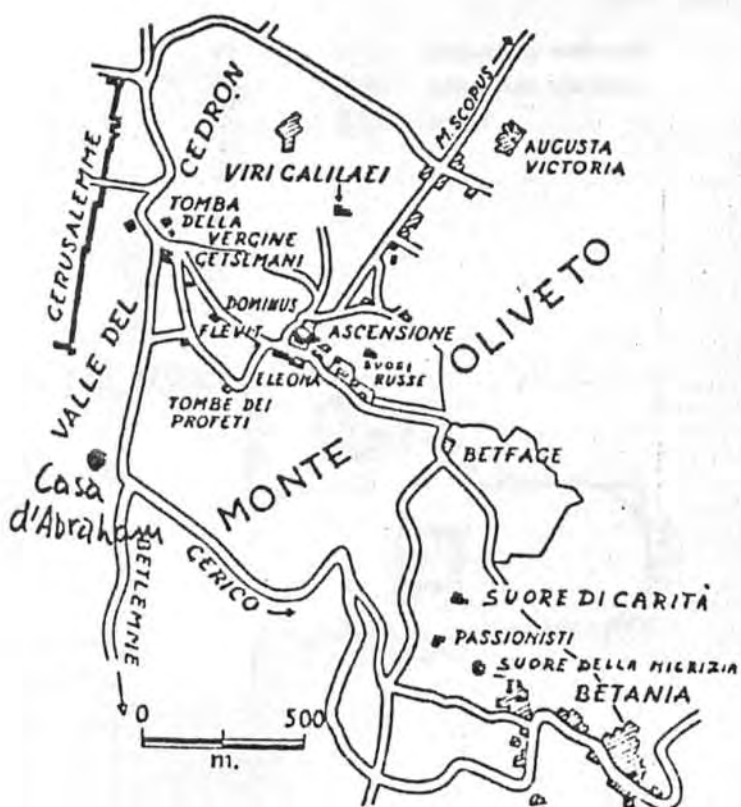 M. SCOPUS
AUGUSTA
VICTORIA
CEDRON
VIRI GALILAEI
GERUSALEMME
TOMBA
DELLA
VERGINE
GETSEMANI
OLIVETO
DOMINUS
FLEVIT
ASCENSIONE
SUORE
RUSSE
ELEONA
VALLE DEL
TOMBE DEI
PROFETI
MONTE
BETFAGE
Casa
d'Abraham
GERICO
BETLEMME
SUORE DI CARITÀ
PASSIONISTI
SUORE DELLA NIGRIZIA
BETANIA
0 500
m.